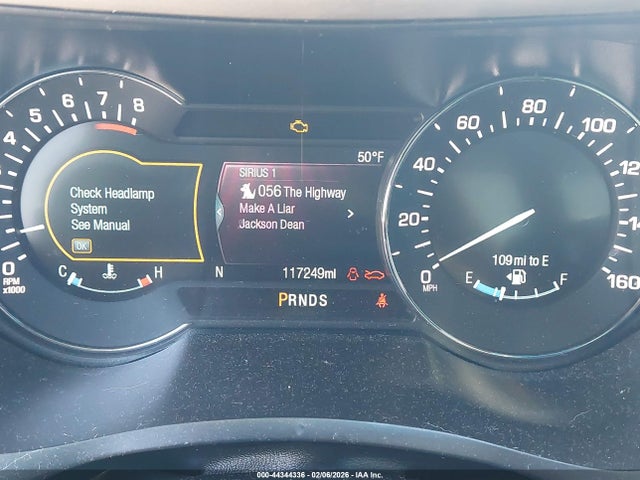 4
5
6
7
8
0
RPM
x1000
Check Headlamp
System
See Manual
OK
C
H
50°F
SIRIUS 1
056 The Highway
Make A Liar
Jackson Dean
N
117249mi
PRNDS
0
MPH
20
40
60
80
100
160
109mi to E
E
F
000-44344336 - 02/06/2026 - IAA Inc.